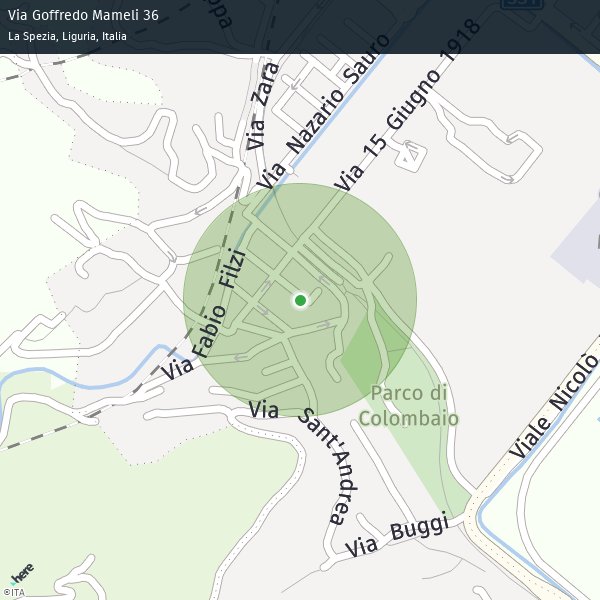 Via Goffredo Mameli 36
La Spezia, Liguria, Italia
Via Zara
Via Nazario Sauro
Via 15 Giugno 1918
Via Fabio Filzi
Parco di
Colombaio
Viale Nicolò
Via Sant'Andrea
Via Buggi
here
©ITA